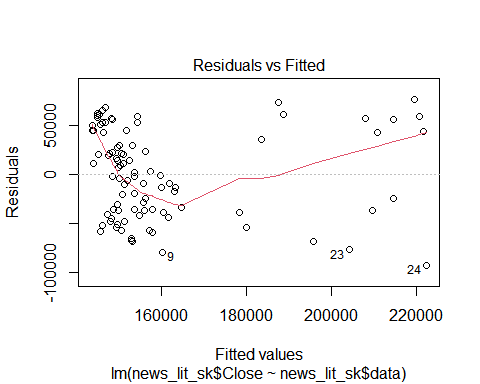 Residuals vs Fitted
Residuals
50000
0
-100000
9
23
24
160000 180000 200000 220000
Fitted values
lm(news_lit_sk$Close ~ news_lit_sk$data)